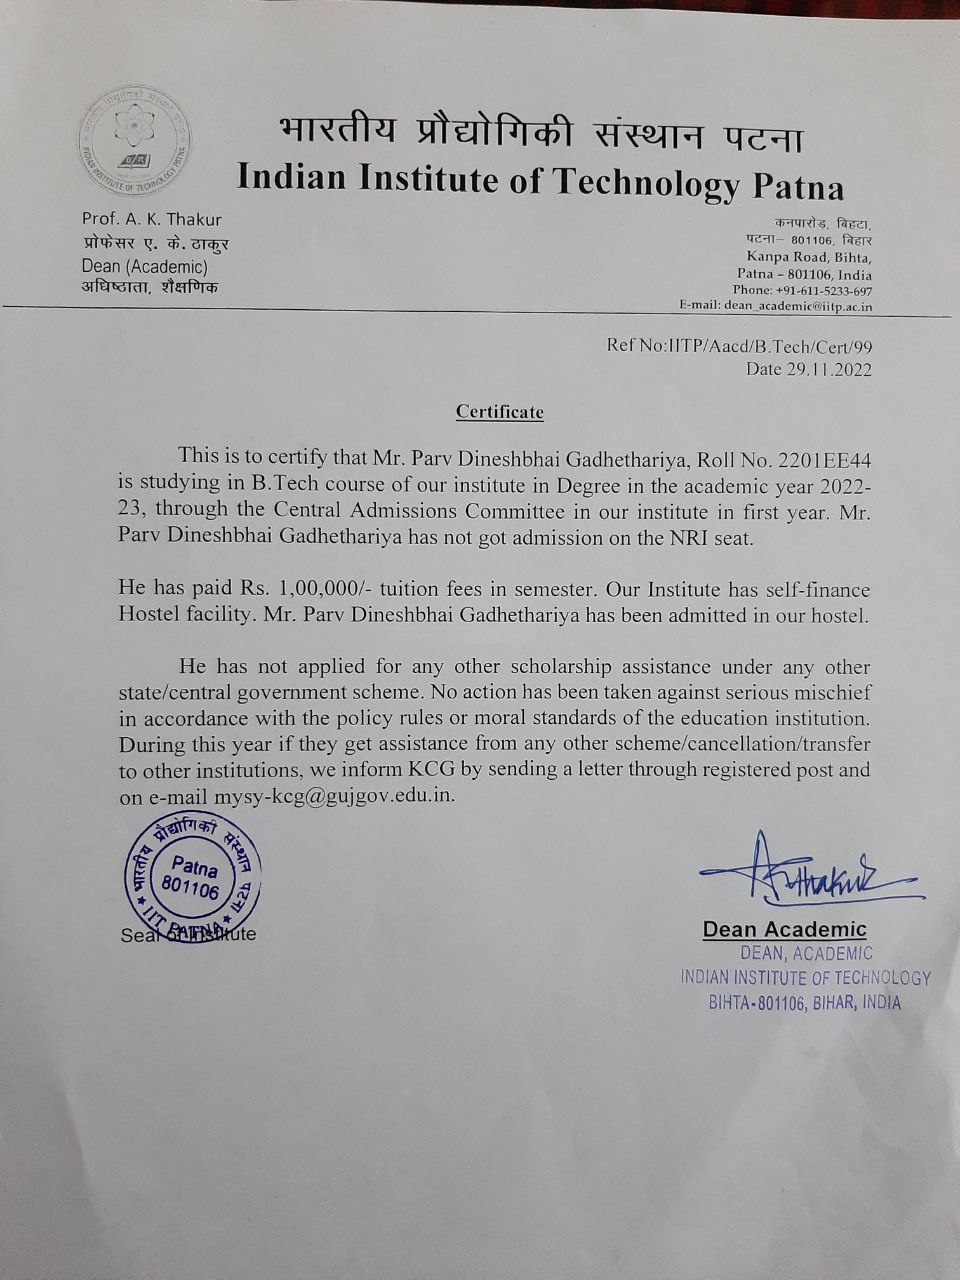 भारतीय प्रौद्योगिकी संस्थान पटना
INDIAN INSTITUTE OF TECHNOLOGY PATNA
भारतीय प्रौद्योगिकी संस्थान पटना
Indian Institute of Technology Patna
Prof. A. K. Thakur
प्रोफेसर ए. के. ठाकुर
Dean (Academic)
अधिष्ठाता, शैक्षणिक
कनपारोड, बिहटा,
पटना– 801106, बिहार
Kanpa Road, Bihta,
Patna – 801106, India
Phone: +91-611-5233-697
E-mail: dean_academic@iitp.ac.in
Ref No:IITP/Aacd/B.Tech/Cert/99
Date 29.11.2022
Certificate
This is to certify that Mr. Parv Dineshbhai Gadhethariya, Roll No. 2201EE44
is studying in B.Tech course of our institute in Degree in the academic year 2022-
23, through the Central Admissions Committee in our institute in first year. Mr.
Parv Dineshbhai Gadhethariya has not got admission on the NRI seat.
He has paid Rs. 1,00,000/- tuition fees in semester. Our Institute has self-finance
Hostel facility. Mr. Parv Dineshbhai Gadhethariya has been admitted in our hostel.
He has not applied for any other scholarship assistance under any other
state/central government scheme. No action has been taken against serious mischief
in accordance with the policy rules or moral standards of the education institution.
During this year if they get assistance from any other scheme/cancellation/transfer
to other institutions, we inform KCG by sending a letter through registered post and
on e-mail mysy-kcg@gujgov.edu.in.
भारतीय प्रौद्योगिकी संस्थान पटना
Patna
801106
★ IIT PATNA ★
Seal of Institute
AKThakur
Dean Academic
DEAN, ACADEMIC
INDIAN INSTITUTE OF TECHNOLOGY
BIHTA-801106, BIHAR, INDIA